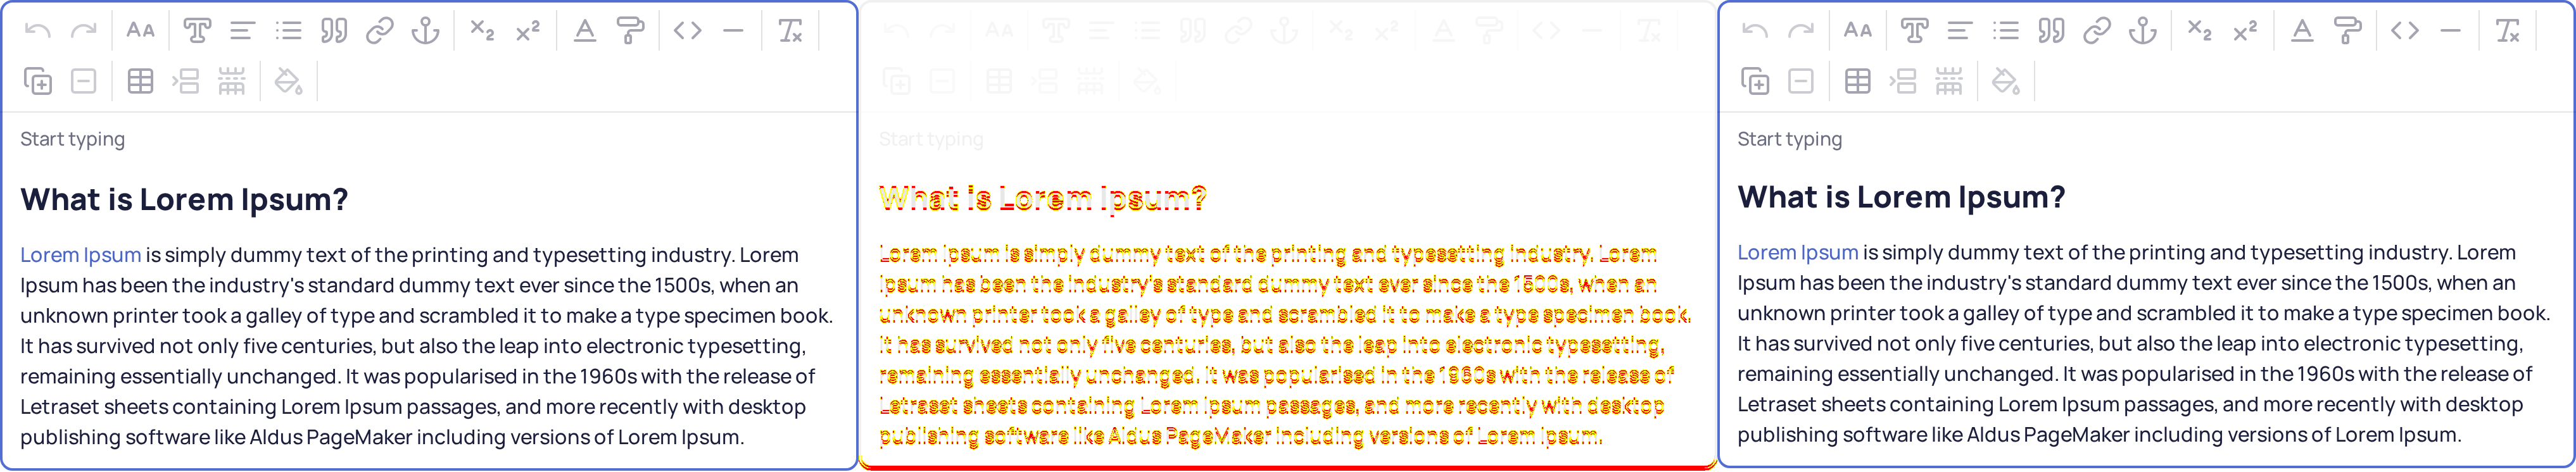 Start typing
What is Lorem Ipsum?
Lorem Ipsum is simply dummy text of the printing and typesetting industry. Lorem
Ipsum has been the industry's standard dummy text ever since the 1500s, when an
unknown printer took a galley of type and scrambled it to make a type specimen book.
It has survived not only five centuries, but also the leap into electronic typesetting,
remaining essentially unchanged. It was popularised in the 1960s with the release of
Letraset sheets containing Lorem Ipsum passages, and more recently with desktop
publishing software like Aldus PageMaker including versions of Lorem Ipsum.
Start typing
What is Lorem Ipsum?
Lorem Ipsum is simply dummy text of the printing and typesetting industry. Lorem
Ipsum has been the industry's standard dummy text ever since the 1500s, when an
unknown printer took a galley of type and scrambled it to make a type specimen book.
It has survived not only five centuries, but also the leap into electronic typesetting,
remaining essentially unchanged. It was popularised in the 1960s with the release of
Letraset sheets containing Lorem Ipsum passages, and more recently with desktop
publishing software like Aldus PageMaker including versions of Lorem Ipsum.
Start typing
What is Lorem Ipsum?
Lorem Ipsum is simply dummy text of the printing and typesetting industry. Lorem
Ipsum has been the industry's standard dummy text ever since the 1500s, when an
unknown printer took a galley of type and scrambled it to make a type specimen book.
It has survived not only five centuries, but also the leap into electronic typesetting,
remaining essentially unchanged. It was popularised in the 1960s with the release of
Letraset sheets containing Lorem Ipsum passages, and more recently with desktop
publishing software like Aldus PageMaker including versions of Lorem Ipsum.